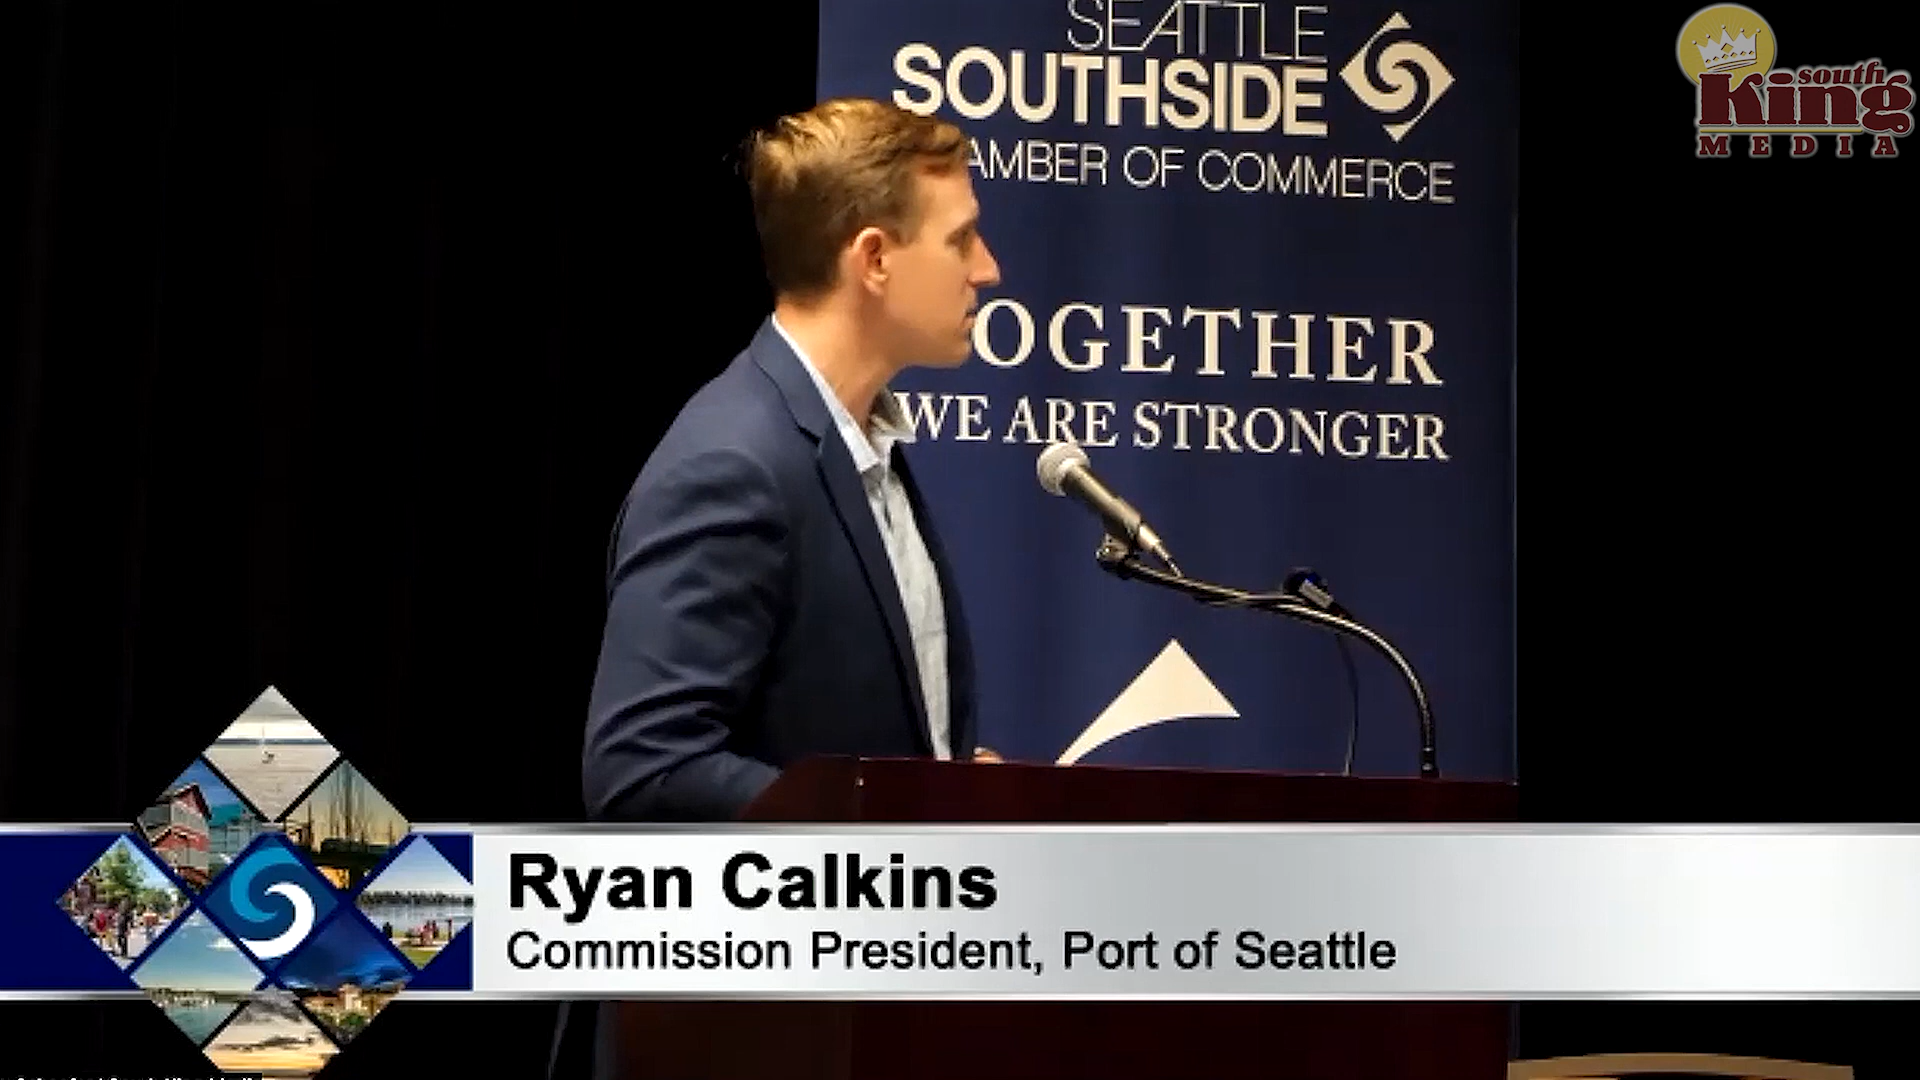 SEATTLE
SOUTHSIDE
AMBER OF COMMERCE
OGETHER
WE ARE STRONGER
south
King
MEDIA
Ryan Calkins
Commission President, Port of Seattle